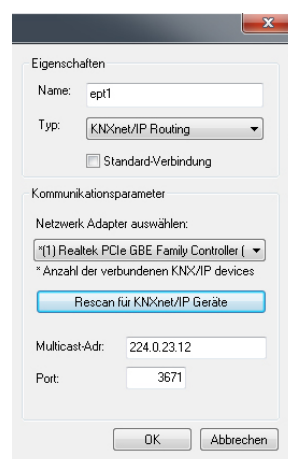 Eigenschaften
Name: ept1
Typ: KNXnet/IP Routing
Standard-Verbindung
Kommunikationsparameter
Netzwerk Adapter auswählen:
*(1) Realtek PCIe GBE Family Controller (
* Anzahl der verbundenen KNX/IP devices
Rescan für KNXnet/IP Geräte
Multicast-Adr: 224.0.23.12
Port: 3671
OK Abbrechen